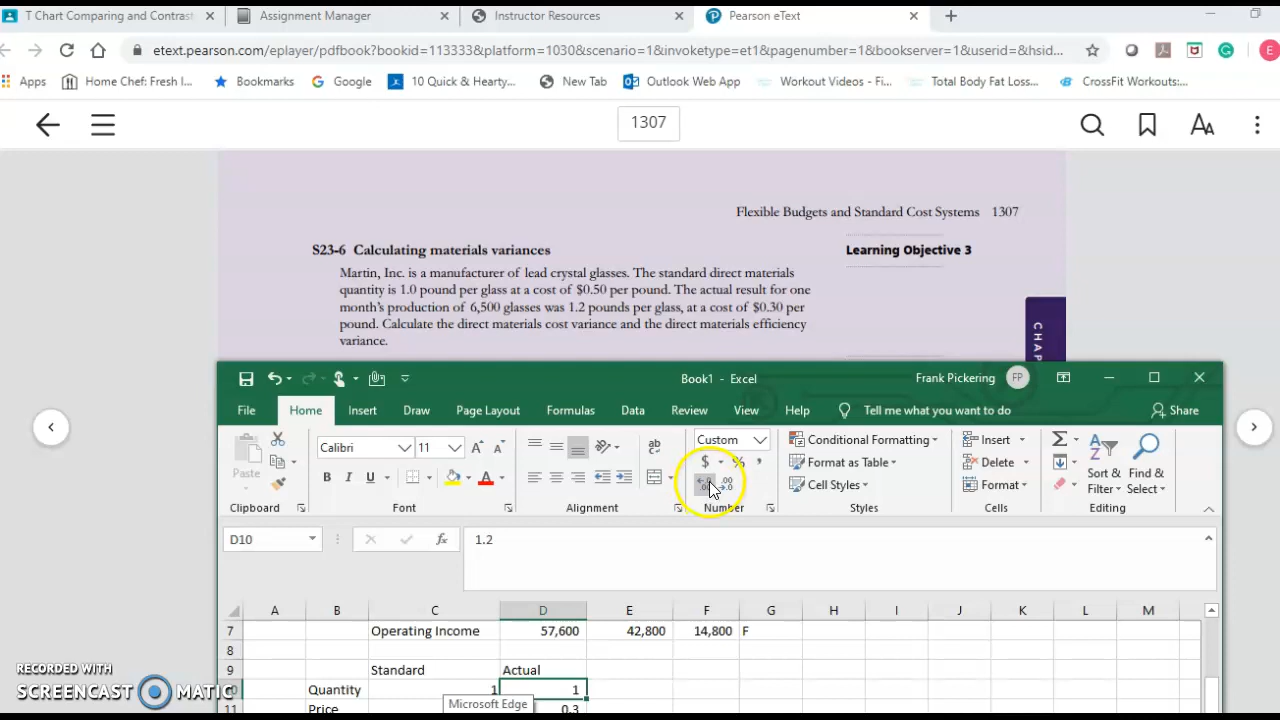 T Chart Comparing and Contrast
Assignment Manager
Instructor Resources
Pearson eText
etext.pearson.com/eplayer/pdfbook?bookid=113333&platform=1030&scenario=1&invoketype=et1&pagenumber=1&bookserver=1&userid=&hsid...
E
Apps
Home Chef: Fresh I...
Bookmarks
Google
10 Quick & Hearty...
New Tab
Outlook Web App
Workout Videos - Fi...
Total Body Fat Loss...
CrossFit Workouts:...
1307
Flexible Budgets and Standard Cost Systems 1307
S23-6 Calculating materials variances
Learning Objective 3
Martin, Inc. is a manufacturer of lead crystal glasses. The standard direct materials
quantity is 1.0 pound per glass at a cost of $0.50 per pound. The actual result for one
month's production of 6,500 glasses was 1.2 pounds per glass, at a cost of $0.30 per
pound. Calculate the direct materials cost variance and the direct materials efficiency
variance.
CHAP
Book1 - Excel
Frank Pickering FP
File Home Insert Draw Page Layout Formulas Data Review View Help Tell me what you want to do Share
Paste
Calibri 11
Custom
Conditional Formatting
Format as Table
Cell Styles
Insert
Delete
Format
Sort & Filter
Find & Select
Clipboard Font Alignment Number Styles Cells Editing
D10 fx 1.2
A B C D E F G H I J K L M
7 Operating Income 57,600 42,800 14,800 F
8
9 Standard Actual
10 Quantity 1 1
11 Price 0.3
Microsoft Edge
RECORDED WITH
SCREENCAST MATIC